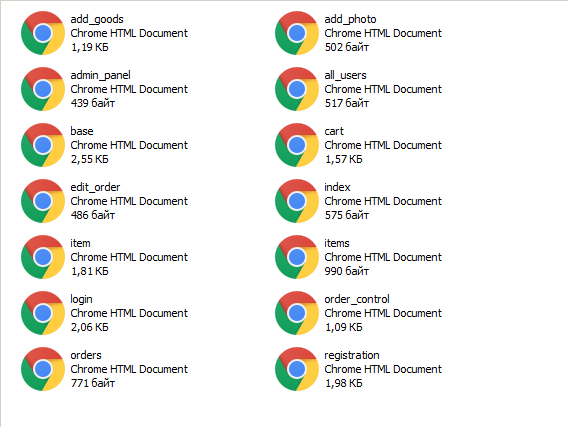 add_goods
Chrome HTML Document
1,19 КБ
add_photo
Chrome HTML Document
502 байт
admin_panel
Chrome HTML Document
439 байт
all_users
Chrome HTML Document
517 байт
base
Chrome HTML Document
2,55 КБ
cart
Chrome HTML Document
1,57 КБ
edit_order
Chrome HTML Document
486 байт
index
Chrome HTML Document
575 байт
item
Chrome HTML Document
1,81 КБ
items
Chrome HTML Document
990 байт
login
Chrome HTML Document
2,06 КБ
order_control
Chrome HTML Document
1,09 КБ
orders
Chrome HTML Document
771 байт
registration
Chrome HTML Document
1,98 КБ